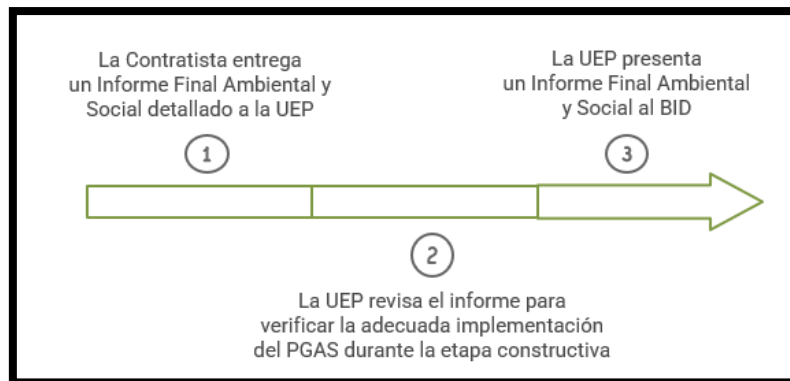 La Contratista entrega
un Informe Final Ambiental y
Social detallado a la UEP
1
La UEP revisa el informe para
verificar la adecuada implementación
del PGAS durante la etapa constructiva
2
La UEP presenta
un Informe Final Ambiental
y Social al BID
3